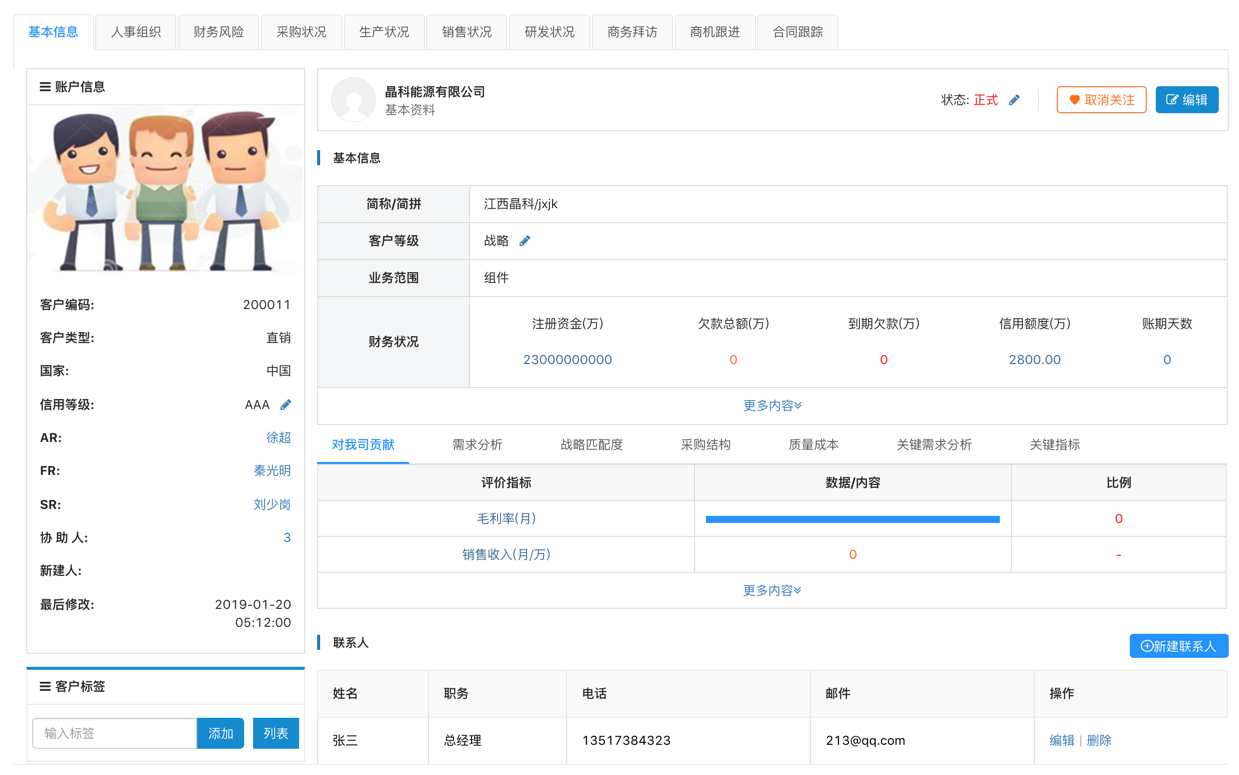 基本信息 人事组织 财务风险 采购状况 生产状况 销售状况 研发状况 商务拜访 商机跟进 合同跟踪
账户信息
客户编码: 200011
客户类型: 直销
国家: 中国
信用等级: AAA
AR: 徐超
FR: 秦光明
SR: 刘少岗
协 助 人: 3
新建人:
最后修改: 2019-01-20
05:12:00
客户标签
输入标签 添加 列表
晶科能源有限公司
基本资料
状态: 正式 取消关注 编辑
基本信息
简称/简拼 江西晶科/jxjk
客户等级 战略
业务范围 组件
财务状况
注册资金(万) 欠款总额(万) 到期欠款(万) 信用额度(万) 账期天数
23000000000 0 0 2800.00 0
更多内容
对我司贡献 需求分析 战略匹配度 采购结构 质量成本 关键需求分析 关键指标
评价指标 数据/内容 比例
毛利率(月) 0
销售收入(月/万) 0 -
更多内容
联系人 新建联系人
姓名 职务 电话 邮件 操作
张三 总经理 13517384323 213@qq.com 编辑 | 删除